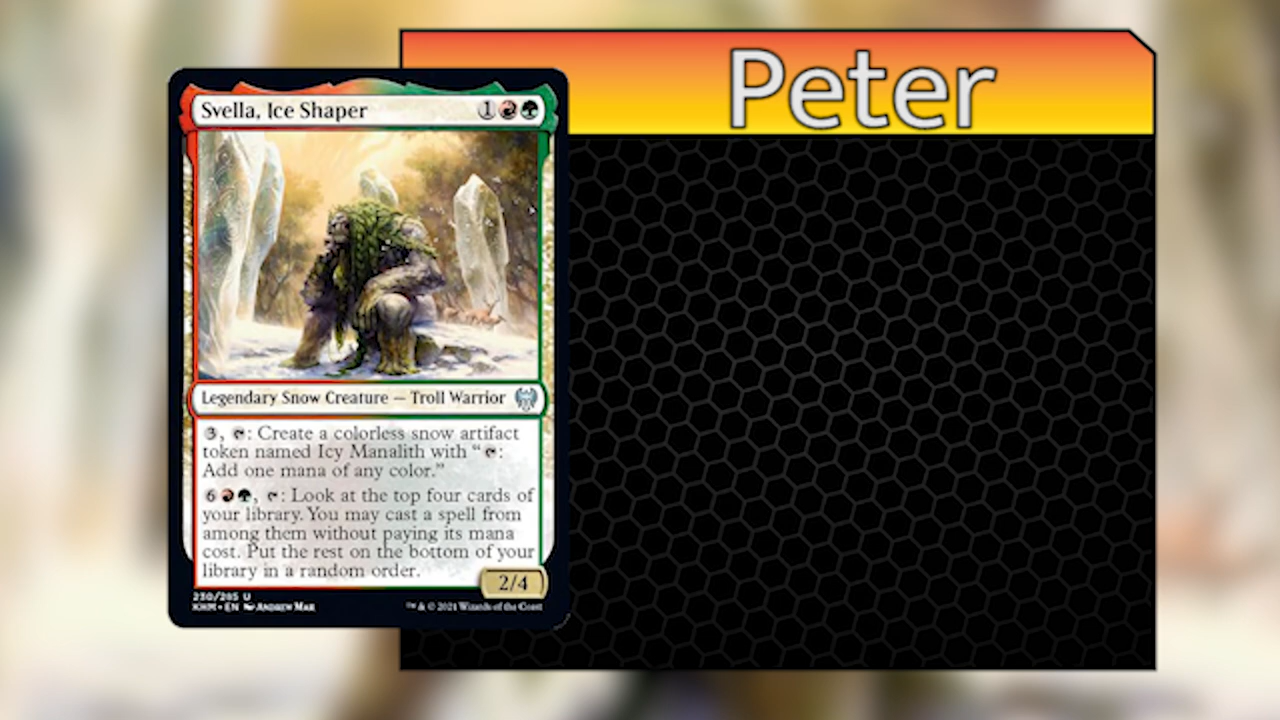 Peter
Svella, Ice Shaper 1
Legendary Snow Creature — Troll Warrior
3, : Create a colorless snow artifact
token named Icy Manalith with “ :
Add one mana of any color.”
6 , : Look at the top four cards of
your library. You may cast a spell from
among them without paying its mana
cost. Put the rest on the bottom of your
library in a random order.
2/4
230/285 U
KHM • EN Andrew Mar
™ & © 2021 Wizards of the Coast